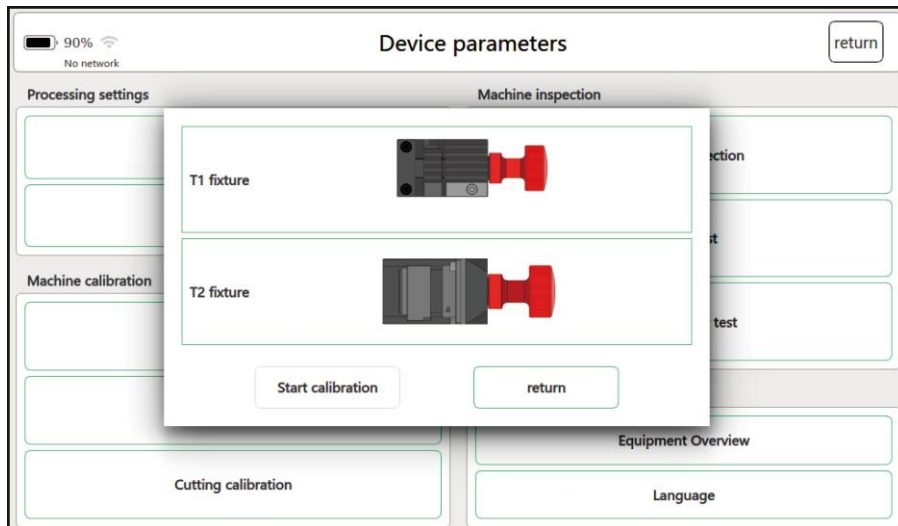 90%
No network
Device parameters
return
Processing settings
Machine inspection
T1 fixture
T2 fixture
Start calibration
return
test
Machine calibration
Cutting calibration
Equipment Overview
Language